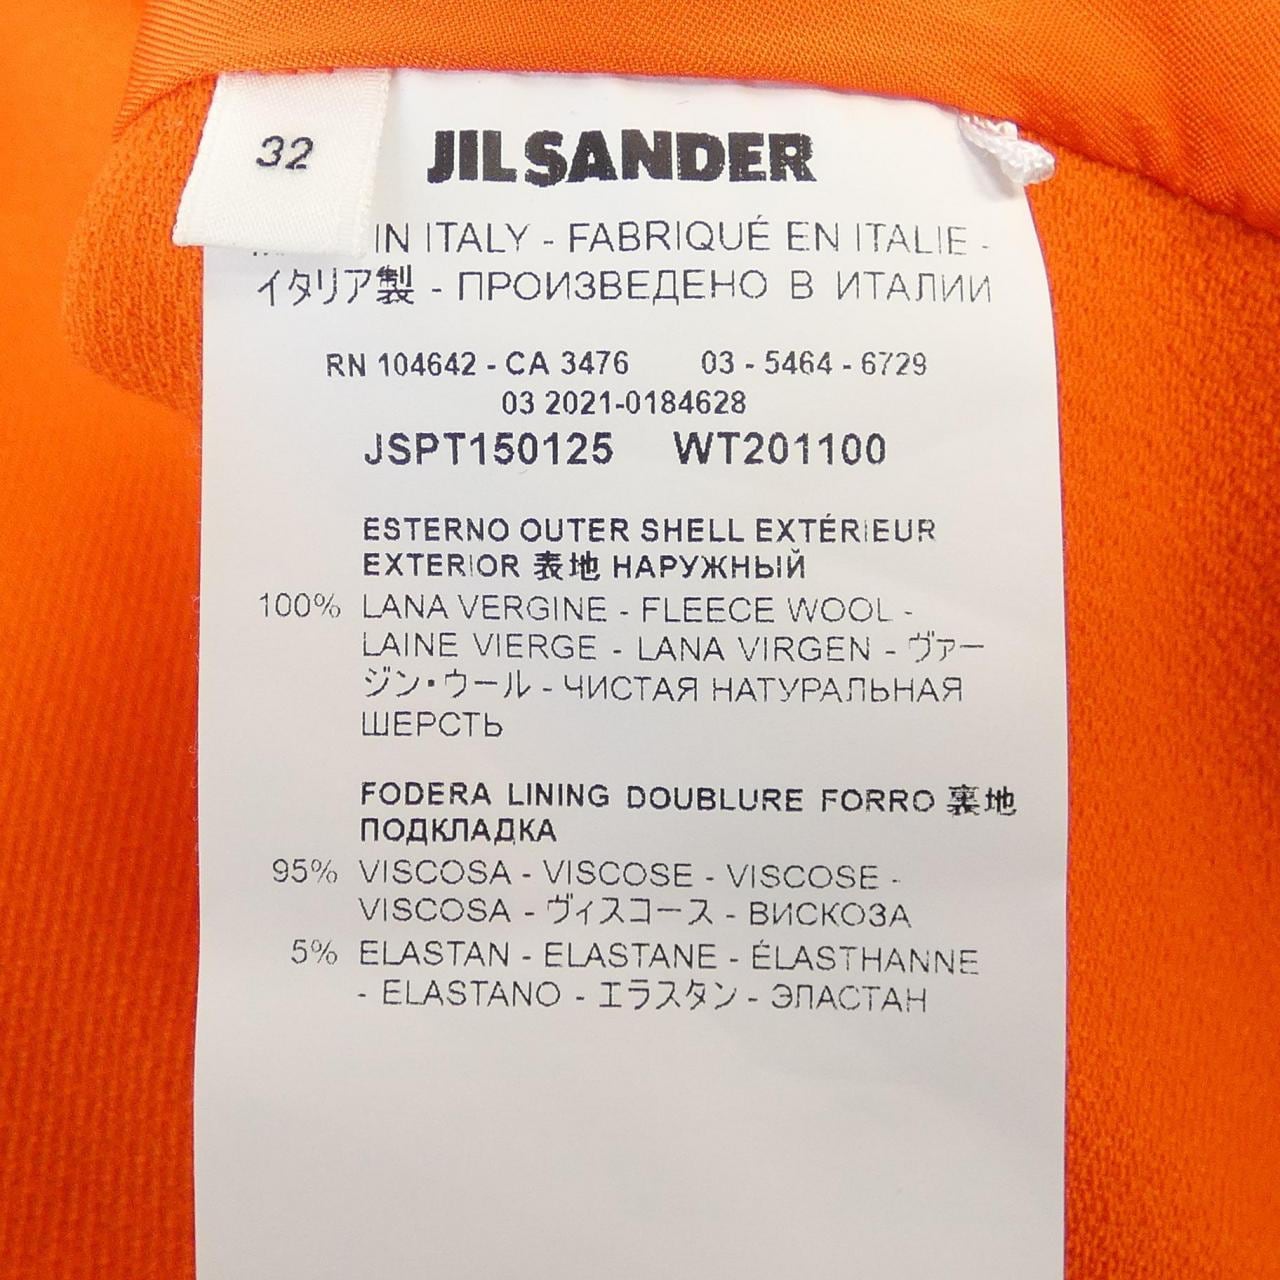 32
JIL SANDER
IN ITALY - FABRIQUÉ EN ITALIE -
イタリア製 - ПРОИЗВЕДЕНО В ИТАЛИИ
RN 104642 - CA 3476 03 - 5464 - 6729
03 2021-0184628
JSPT150125 WT201100
ESTERNO OUTER SHELL EXTÉRIEUR
EXTERIOR 表地 НАРУЖНЫЙ
100% LANA VERGINE - FLEECE WOOL -
LAINE VIERGE - LANA VIRGEN - ヴァー
ジン・ウール - ЧИСТАЯ НАТУРАЛЬНАЯ
ШЕРСТЬ
FODERA LINING DOUBLURE FORRO 裏地
ПОДКЛАДКА
95% VISCOSA - VISCOSE - VISCOSE -
VISCOSA - ヴィスコース - ВИСКОЗА
5% ELASTAN - ELASTANE - ÉLASTHANNE
- ELASTANO - エラスタン - ЭЛАСТАН